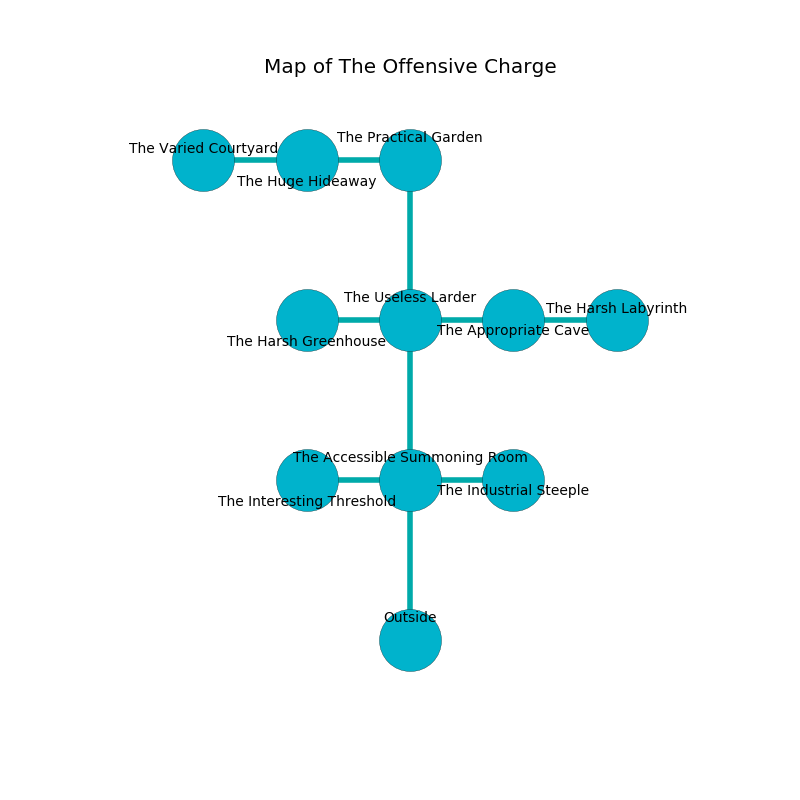 Map of The Offensive Charge
The Practical Garden
The Varied Courtyard
The Huge Hideaway
The Useless Larder
The Harsh Labyrinth
The Appropriate Cave
The Harsh Greenhouse
The Accessible Summoning Room
The Industrial Steeple
The Interesting Threshold
Outside